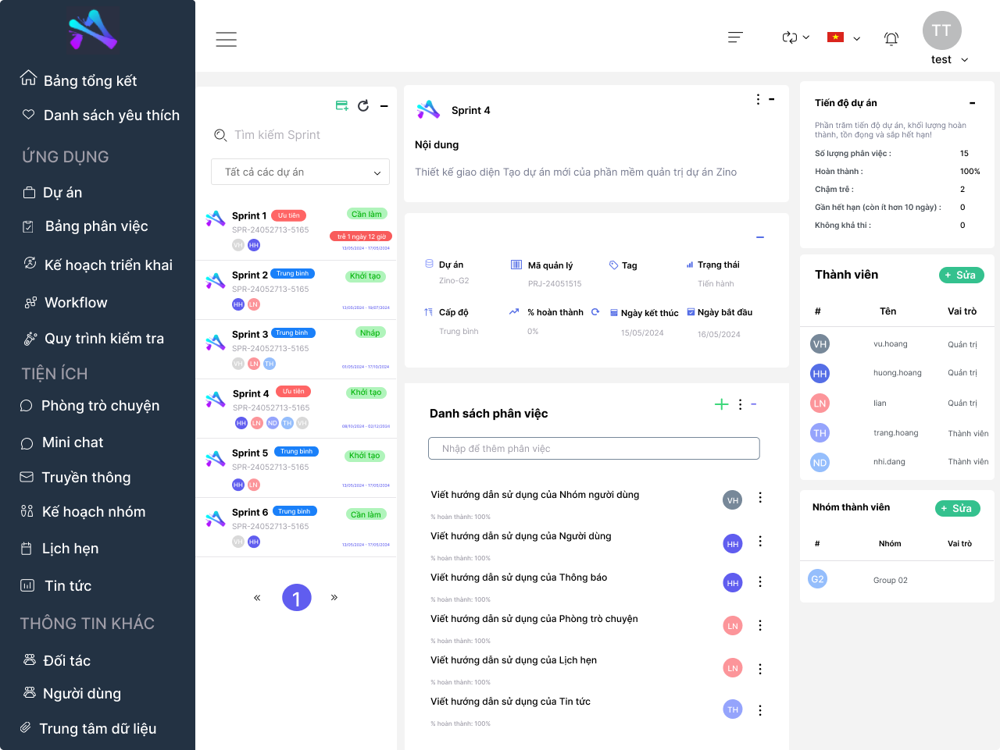 Bảng tổng kết
Danh sách yêu thích
ỨNG DỤNG
Dự án
Bảng phân việc
Kế hoạch triển khai
Workflow
Quy trình kiểm tra
TIỆN ÍCH
Phòng trò chuyện
Mini chat
Truyền thông
Kế hoạch nhóm
Lịch hẹn
Tin tức
THÔNG TIN KHÁC
Đối tác
Người dùng
Trung tâm dữ liệu
TT
test
Tìm kiếm Sprint
Tất cả các dự án
Sprint 1 Ưu tiên Cần làm
SPR-24052713-5165 trễ 1 ngày 12 giờ
VH HH 13/05/2024 - 17/05/2024
Sprint 2 Trung bình Khởi tạo
SPR-24052713-5165
HH LN 13/05/2024 - 19/07/2024
Sprint 3 Trung bình Nháp
SPR-24052713-5165
VH LN TH 01/05/2024 - 17/10/2024
Sprint 4 Ưu tiên Khởi tạo
SPR-24052713-5165
HH LN ND TH VH 08/10/2024 - 02/12/2024
Sprint 5 Trung bình Khởi tạo
SPR-24052713-5165
HH LN 13/05/2024 - 17/05/2024
Sprint 6 Trung bình Cần làm
SPR-24052713-5165
VH HH 13/05/2024 - 17/05/2024
« 1 »
Sprint 4
Nội dung
Thiết kế giao diện Tạo dự án mới của phần mềm quản trị dự án Zino
Dự án Mã quản lý Tag Trạng thái
Zino-G2 PRJ-24051515 Tiến hành
Cấp độ % hoàn thành Ngày kết thúc Ngày bắt đầu
Trung bình 0% 15/05/2024 16/05/2024
Danh sách phân việc
Nhập để thêm phân việc
Viết hướng dẫn sử dụng của Nhóm người dùng VH
% hoàn thành: 100%
Viết hướng dẫn sử dụng của Người dùng HH
% hoàn thành: 100%
Viết hướng dẫn sử dụng của Thông báo HH
% hoàn thành: 100%
Viết hướng dẫn sử dụng của Phòng trò chuyện LN
% hoàn thành: 100%
Viết hướng dẫn sử dụng của Lịch hẹn LN
% hoàn thành: 100%
Viết hướng dẫn sử dụng của Tin tức TH
% hoàn thành: 100%
Tiến độ dự án
Phần trăm tiến độ dự án, khối lượng hoàn
thành, tồn đọng và sắp hết hạn!
Số lượng phân việc : 15
Hoàn thành : 100%
Chậm trễ : 2
Gần hết hạn (còn ít hơn 10 ngày) : 0
Không khả thi : 0
Thành viên + Sửa
# Tên Vai trò
VH vu.hoang Quản trị
HH huong.hoang Quản trị
LN lian Quản trị
TH trang.hoang Thành viên
ND nhi.dang Thành viên
Nhóm thành viên + Sửa
# Nhóm Vai trò
G2 Group 02